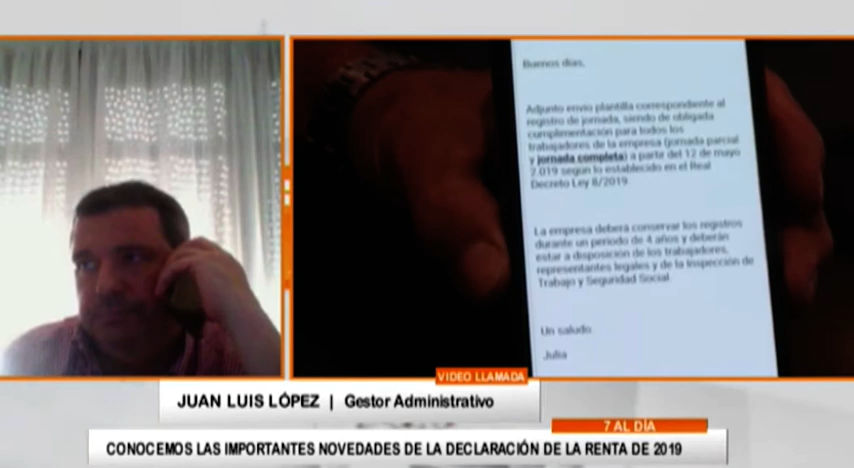 Buenos días,
Adjunto envío plantilla correspondiente al
registro de jornada, siendo de obligada
cumplimentación para todos los
trabajadores de la empresa (jornada parcial
y jornada completa) a partir del 12 de mayo
2.019 según lo establecido en el Real
Decreto Ley 8/2019.
La empresa deberá conservar los registros
durante un periodo de 4 años y deberán
estar a disposición de los trabajadores,
representantes legales y de la Inspección de
Trabajo y Seguridad Social.
Un saludo.
Julia
VIDEO LLAMADA
JUAN LUIS LÓPEZ | Gestor Administrativo
7 AL DÍA
CONOCEMOS LAS IMPORTANTES NOVEDADES DE LA DECLARACIÓN DE LA RENTA DE 2019